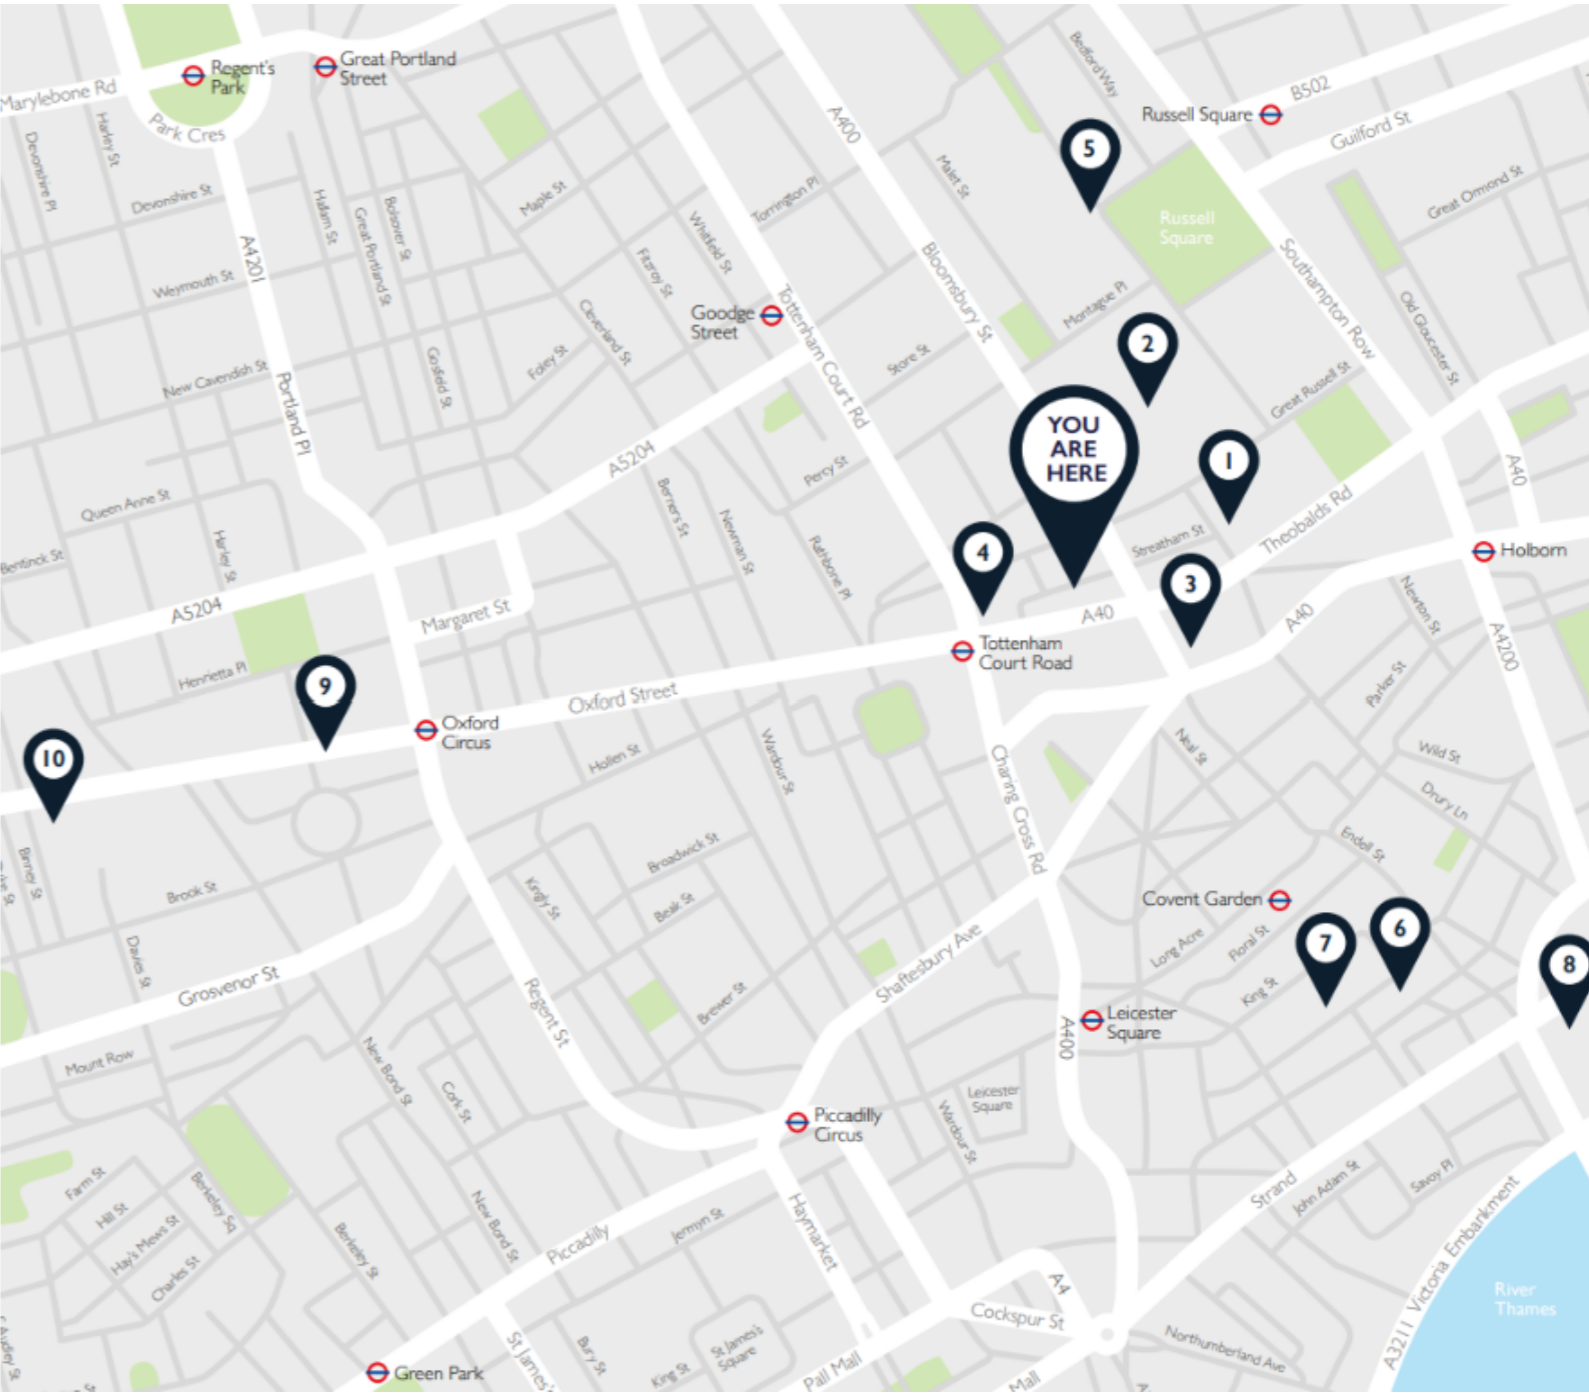 Regent's
Park
Great Portland
Street
Marylebone Rd
Park Cres
Harley St
Devonshire Pl
Devonshire St
Hallam St
Bolsover St
Great Portland St
Maple St
A4201
Weymouth St
Whitfield St
Torrington Pl
Fitzroy St
A400
Malet St
Bedford Way
5
Russell Square
B502
Guilford St
Great Ormond St
Russell
Square
Bloomsbury St
Southampton Row
Old Gloucester St
Montague Pl
Goodge
Street
Tottenham Court Rd
Cleverland St
Foley St
Gosfield St
New Cavendish St
Portland Pl
Store St
2
Great Russell St
YOU
ARE
HERE
1
A5204
Percy St
Berners St
Newman St
Rathbone Pl
Queen Anne St
Harley St
Bentinck St
A5204
Margaret St
4
Streatham St
Theobalds Rd
A40
Holborn
3
A40
A40
Newton St
A4200
Parker St
Tottenham
Court Road
Henrietta Pl
9
Oxford Street
Oxford
Circus
10
Hollen St
Wardour St
Charing Cross Rd
Neal St
Wild St
Drury Ln
Endell St
Binney St
Brook St
Broadwick St
Beak St
Kingly St
Covent Garden
Long Acre
Floral St
King St
7
6
8
Davies St
Grosvenor St
Regent St
Brewer St
Shaftesbury Ave
A400
Leicester
Square
Mount Row
New Bond St
Cork St
Leicester
Square
Wardour St
Piccadilly
Circus
Farm St
Hill St
Hay's Mews St
Charles St
Berkeley Sq
Berkeley St
New Bond St
Piccadilly
Jermyn St
Haymarket
Strand
John Adam St
Savoy Pl
A3211 Victoria Embankment
River
Thames
A4
Cockspur St
Northumberland Ave
Audley St
Green Park
St James's
Bury St
King St
St James's
Square
Pall Mall
Mall